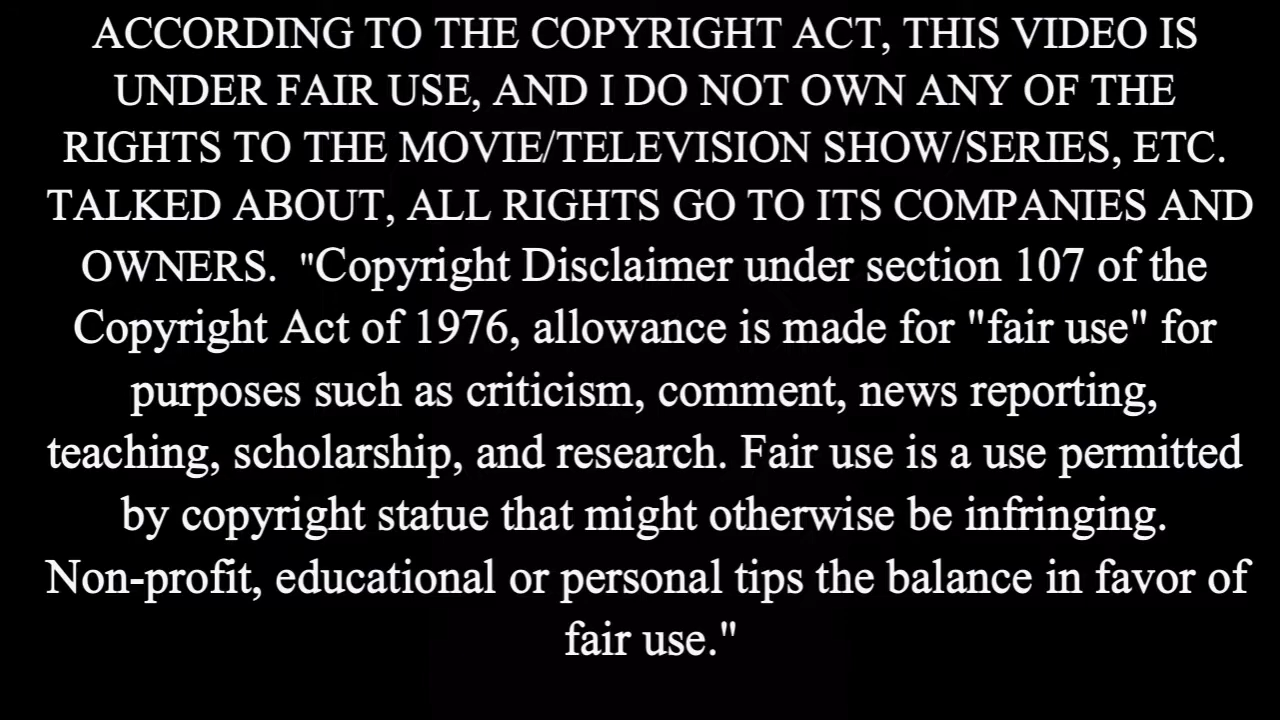 ACCORDING TO THE COPYRIGHT ACT, THIS VIDEO IS
UNDER FAIR USE, AND I DO NOT OWN ANY OF THE
RIGHTS TO THE MOVIE/TELEVISION SHOW/SERIES, ETC.
TALKED ABOUT, ALL RIGHTS GO TO ITS COMPANIES AND
OWNERS. "Copyright Disclaimer under section 107 of the
Copyright Act of 1976, allowance is made for "fair use" for
purposes such as criticism, comment, news reporting,
teaching, scholarship, and research. Fair use is a use permitted
by copyright statue that might otherwise be infringing.
Non-profit, educational or personal tips the balance in favor of
fair use."